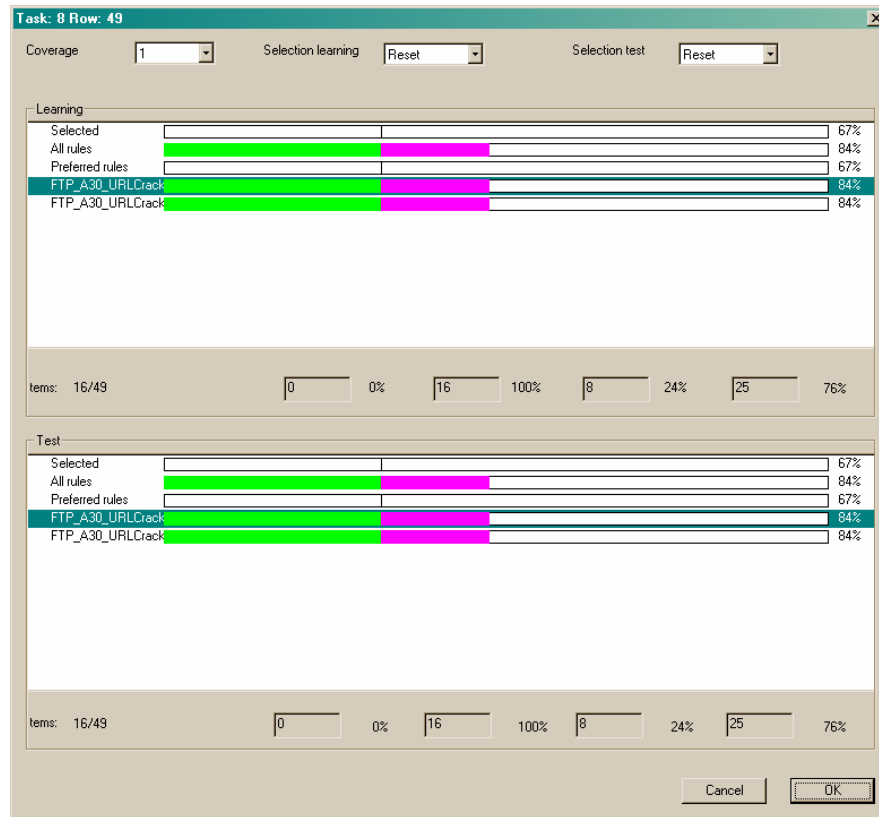 Task: 8 Row: 49
Coverage 1 Selection learning Reset Selection test Reset
Learning
Selected 67%
All rules 84%
Preferred rules 67%
FTP_A30_URLCrack 84%
FTP_A30_URLCrack 84%
tems: 16/49 0 0% 16 100% 8 24% 25 76%
Test
Selected 67%
All rules 84%
Preferred rules 67%
FTP_A30_URLCrack 84%
FTP_A30_URLCrack 84%
tems: 16/49 0 0% 16 100% 8 24% 25 76%
Cancel OK